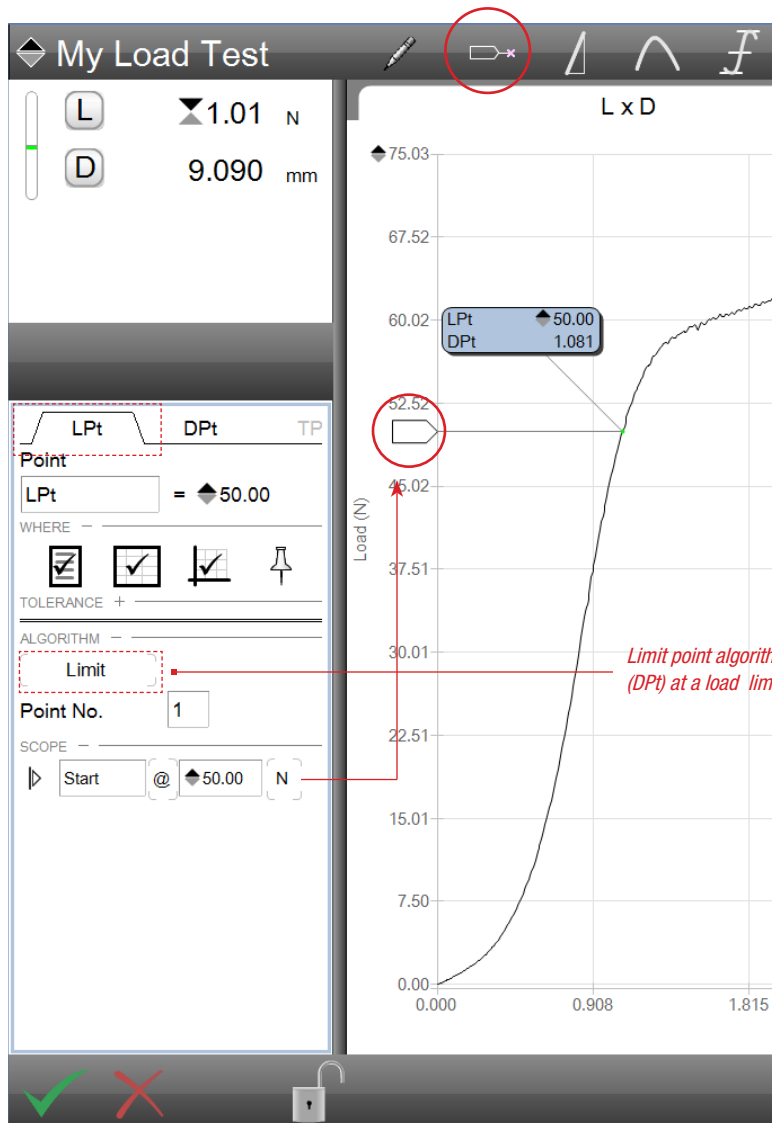 My Load Test
L 1.01 N
D 9.090 mm
L x D
75.03
67.52
60.02
52.52
45.02
37.51
30.01
22.51
15.01
7.50
0.00
Load (N)
0.000 0.908 1.815
LPt 50.00
DPt 1.081
LPt DPt TP
Point
LPt = 50.00
WHERE −
TOLERANCE +
ALGORITHM −
Limit
Point No. 1
SCOPE −
Start @ 50.00 N
Limit point algorith
(DPt) at a load lim